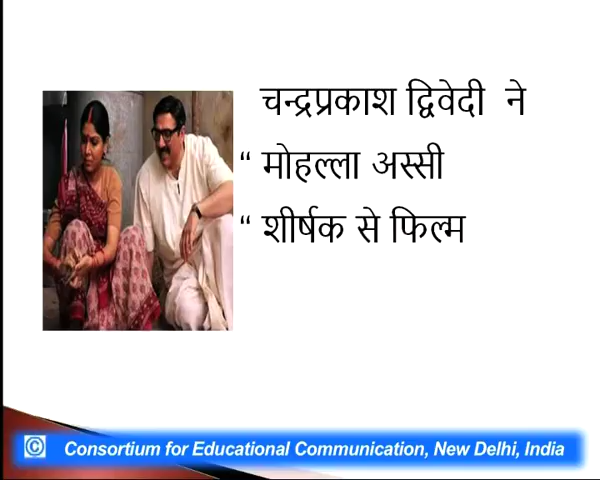 चन्द्रप्रकाश द्विवेदी ने
“ मोहल्ला अस्सी
“ शीर्षक से फिल्म
© Consortium for Educational Communication, New Delhi, India